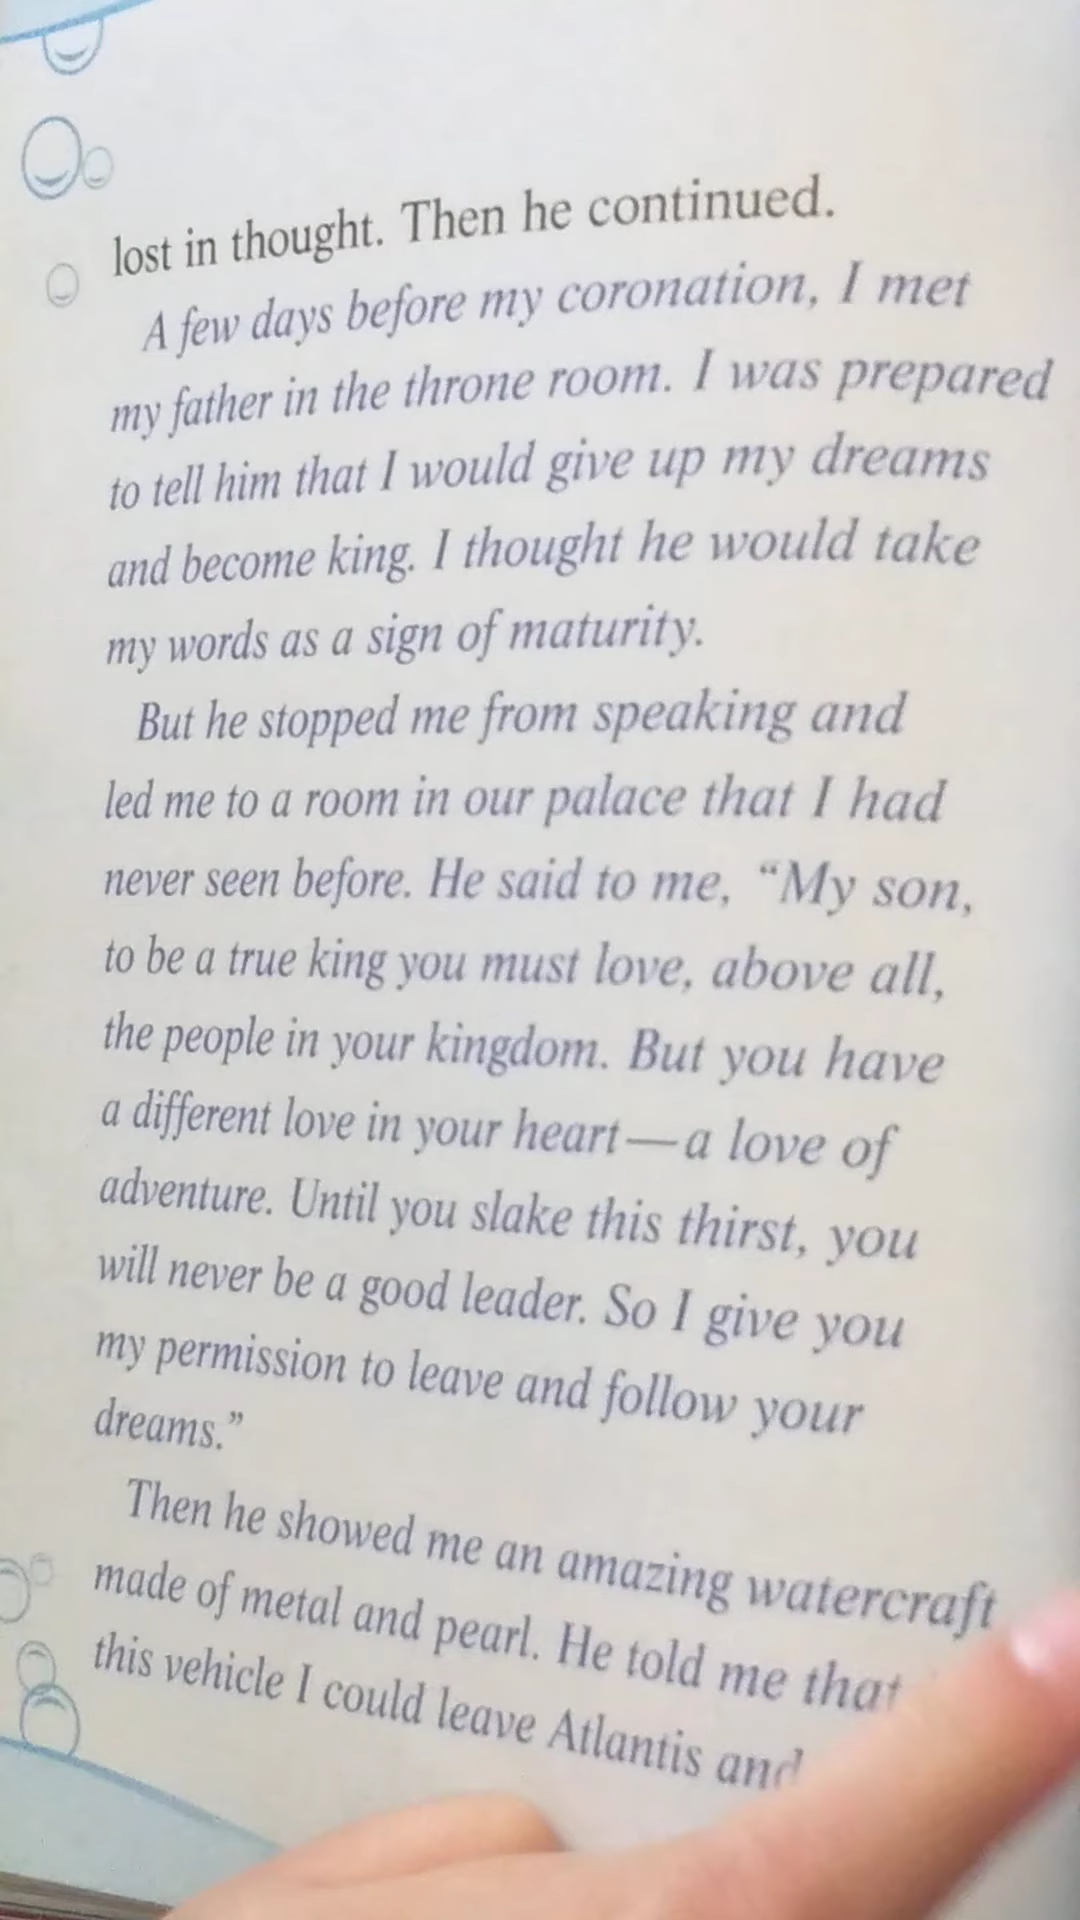 lost in thought. Then he continued.
A few days before my coronation, I met
my father in the throne room. I was prepared
to tell him that I would give up my dreams
and become king. I thought he would take
my words as a sign of maturity.
But he stopped me from speaking and
led me to a room in our palace that I had
never seen before. He said to me, “My son,
to be a true king you must love, above all,
the people in your kingdom. But you have
a different love in your heart—a love of
adventure. Until you slake this thirst, you
will never be a good leader. So I give you
my permission to leave and follow your
dreams.”
Then he showed me an amazing watercraft
made of metal and pearl. He told me that
this vehicle I could leave Atlantis and